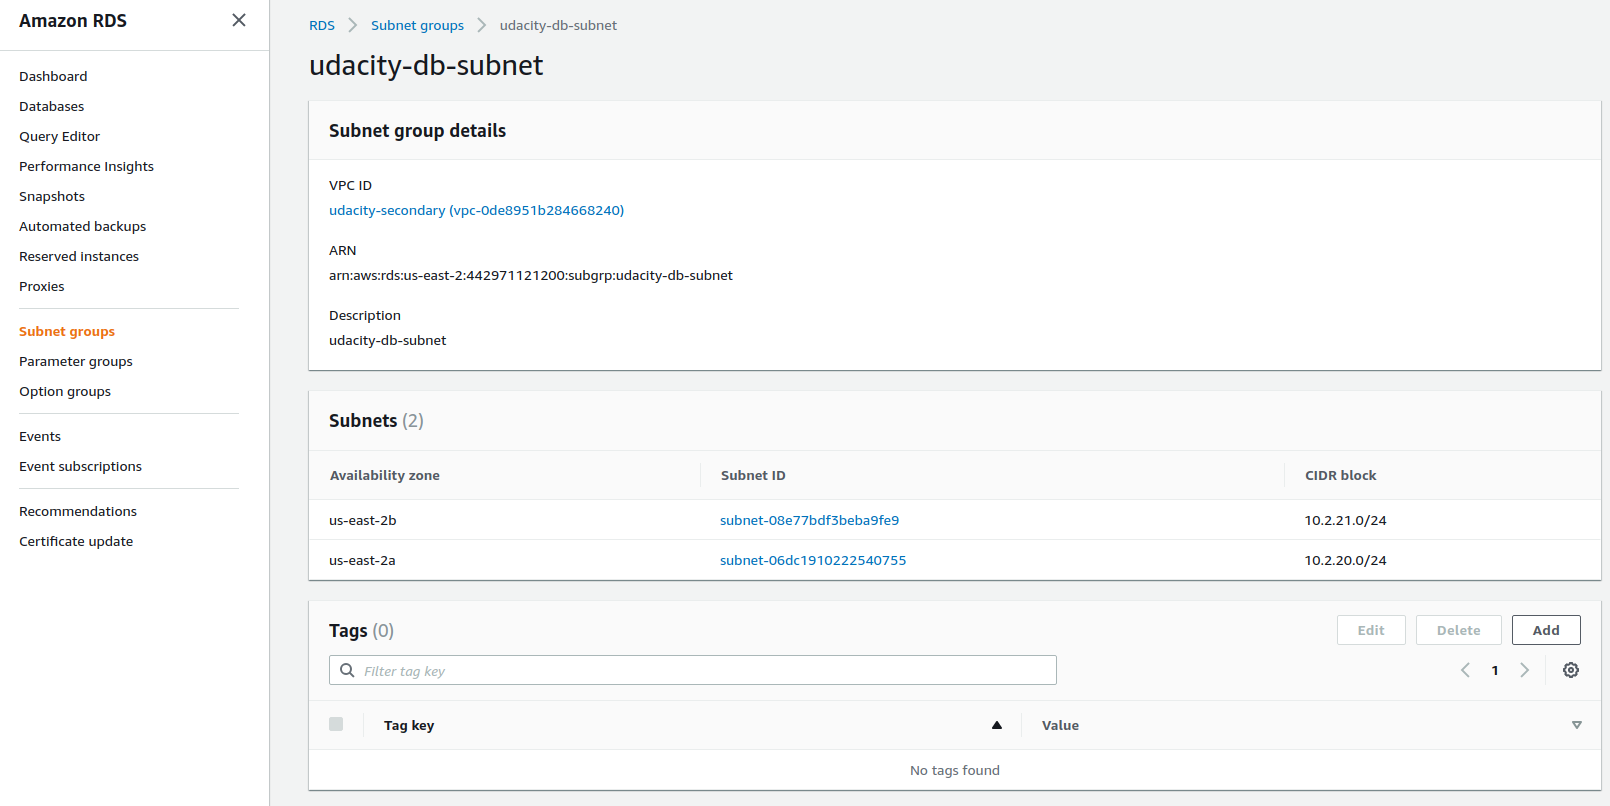 Amazon RDS
Dashboard
Databases
Query Editor
Performance Insights
Snapshots
Automated backups
Reserved instances
Proxies
Subnet groups
Parameter groups
Option groups
Events
Event subscriptions
Recommendations
Certificate update
RDS Subnet groups udacity-db-subnet
udacity-db-subnet
Subnet group details
VPC ID
udacity-secondary (vpc-0de8951b284668240)
ARN
arn:aws:rds:us-east-2:442971121200:subgrp:udacity-db-subnet
Description
udacity-db-subnet
Subnets (2)
Availability zone Subnet ID CIDR block
us-east-2b subnet-08e77bdf3beba9fe9 10.2.21.0/24
us-east-2a subnet-06dc1910222540755 10.2.20.0/24
Tags (0) Edit Delete Add
Filter tag key 1
Tag key Value
No tags found